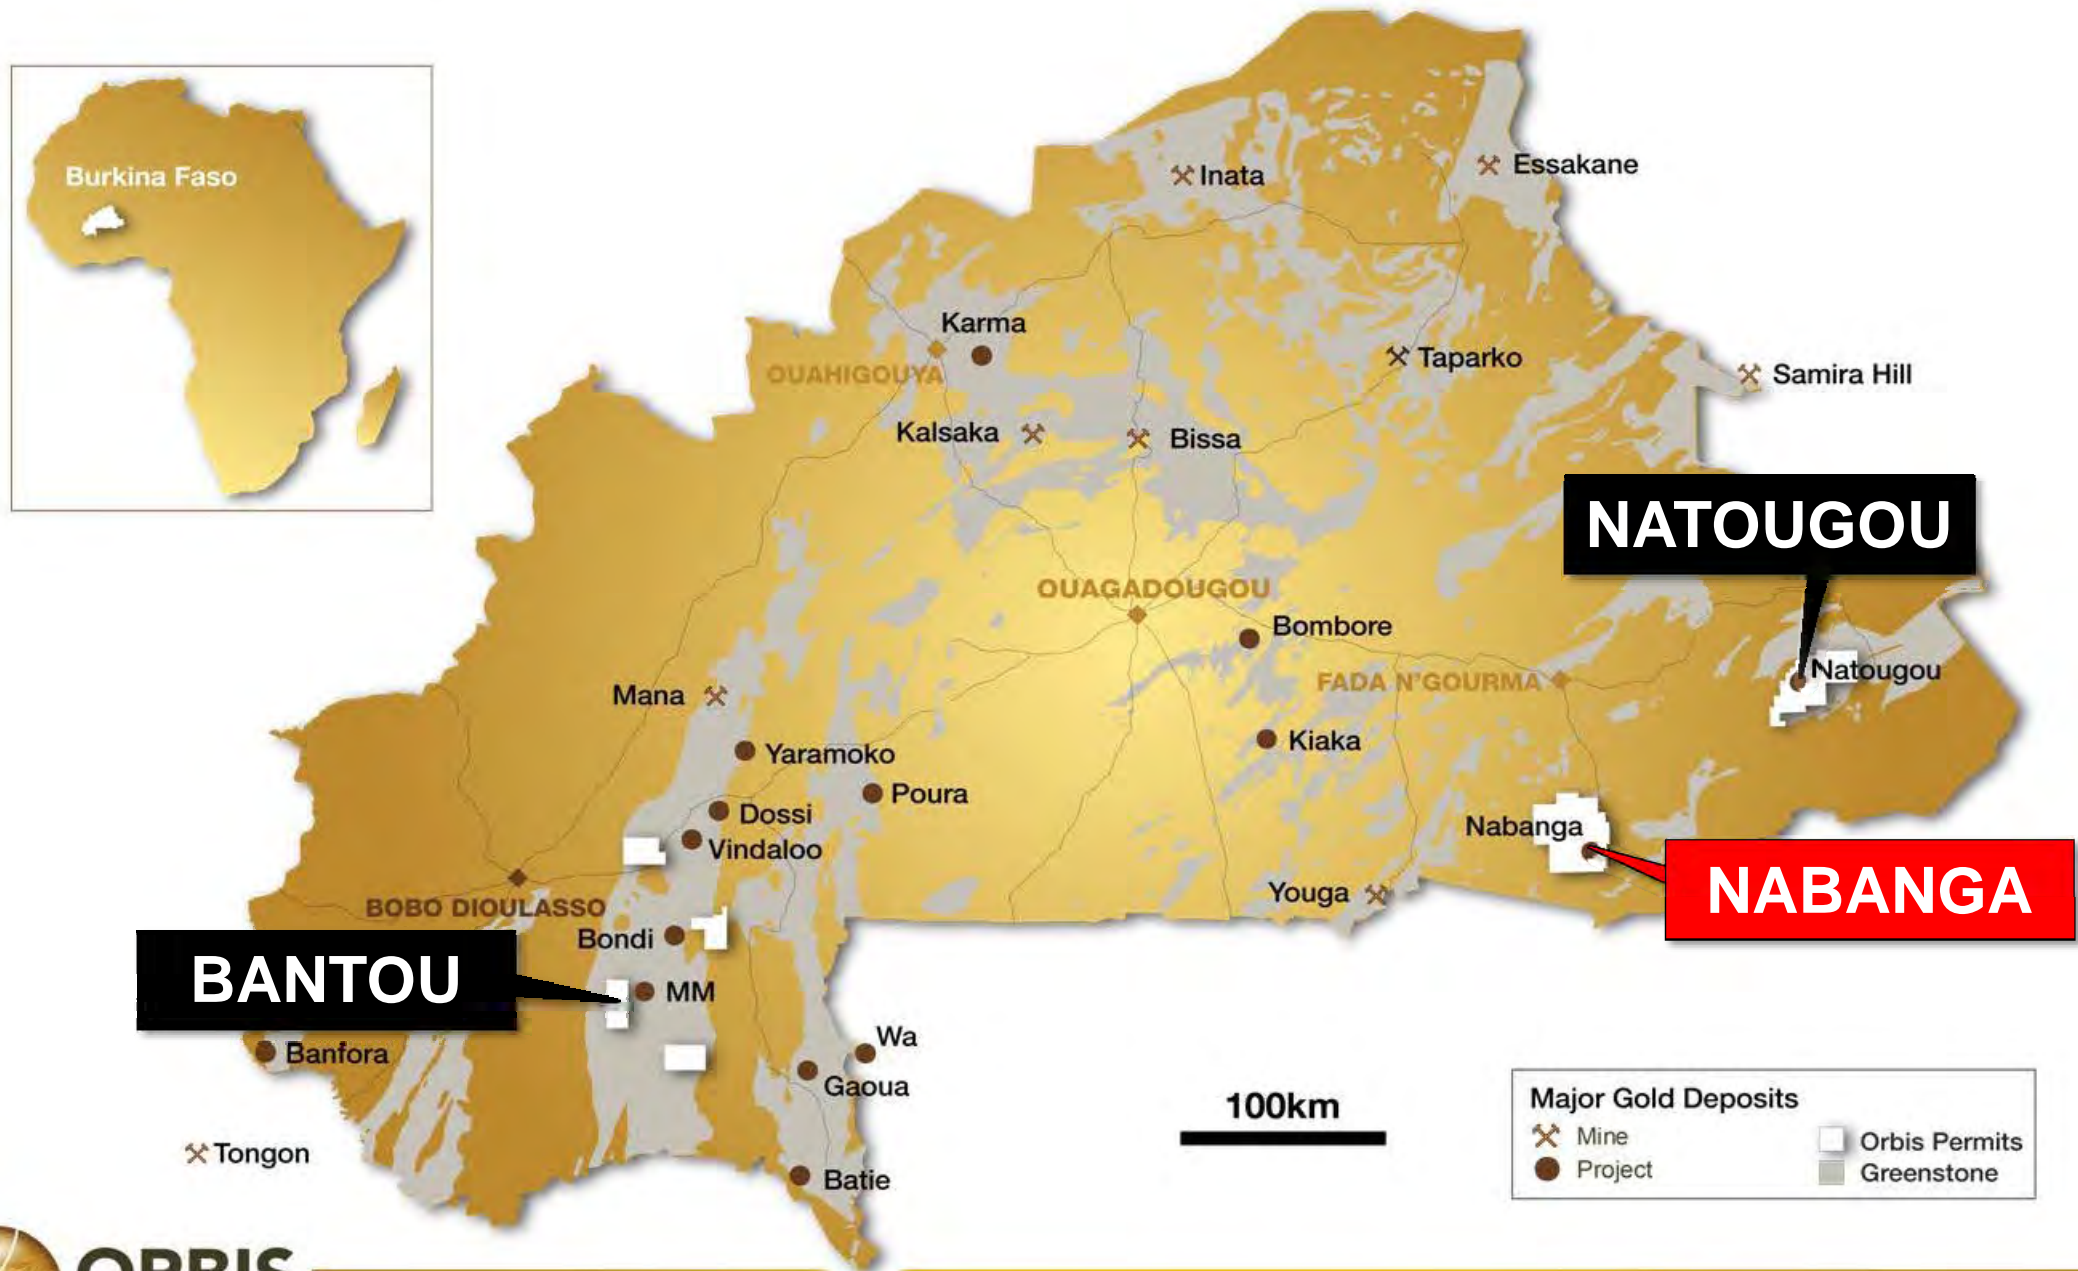 Burkina Faso
Inata
Essakane
Karma
OUAHIGOUYA
Taparko
Samira Hill
Kalsaka
Bissa
NATOUGOU
OUAGADOUGOU
Bombore
FADA N'GOURMA
Natougou
Mana
Kiaka
Yaramoko
Poura
Dossi
Vindaloo
Nabanga
NABANGA
Youga
BOBO DIOULASSO
Bondi
BANTOU
MM
Wa
Banfora
Gaoua
Tongon
Batie
100km
Major Gold Deposits
Mine
Project
Orbis Permits
Greenstone
ORBIS